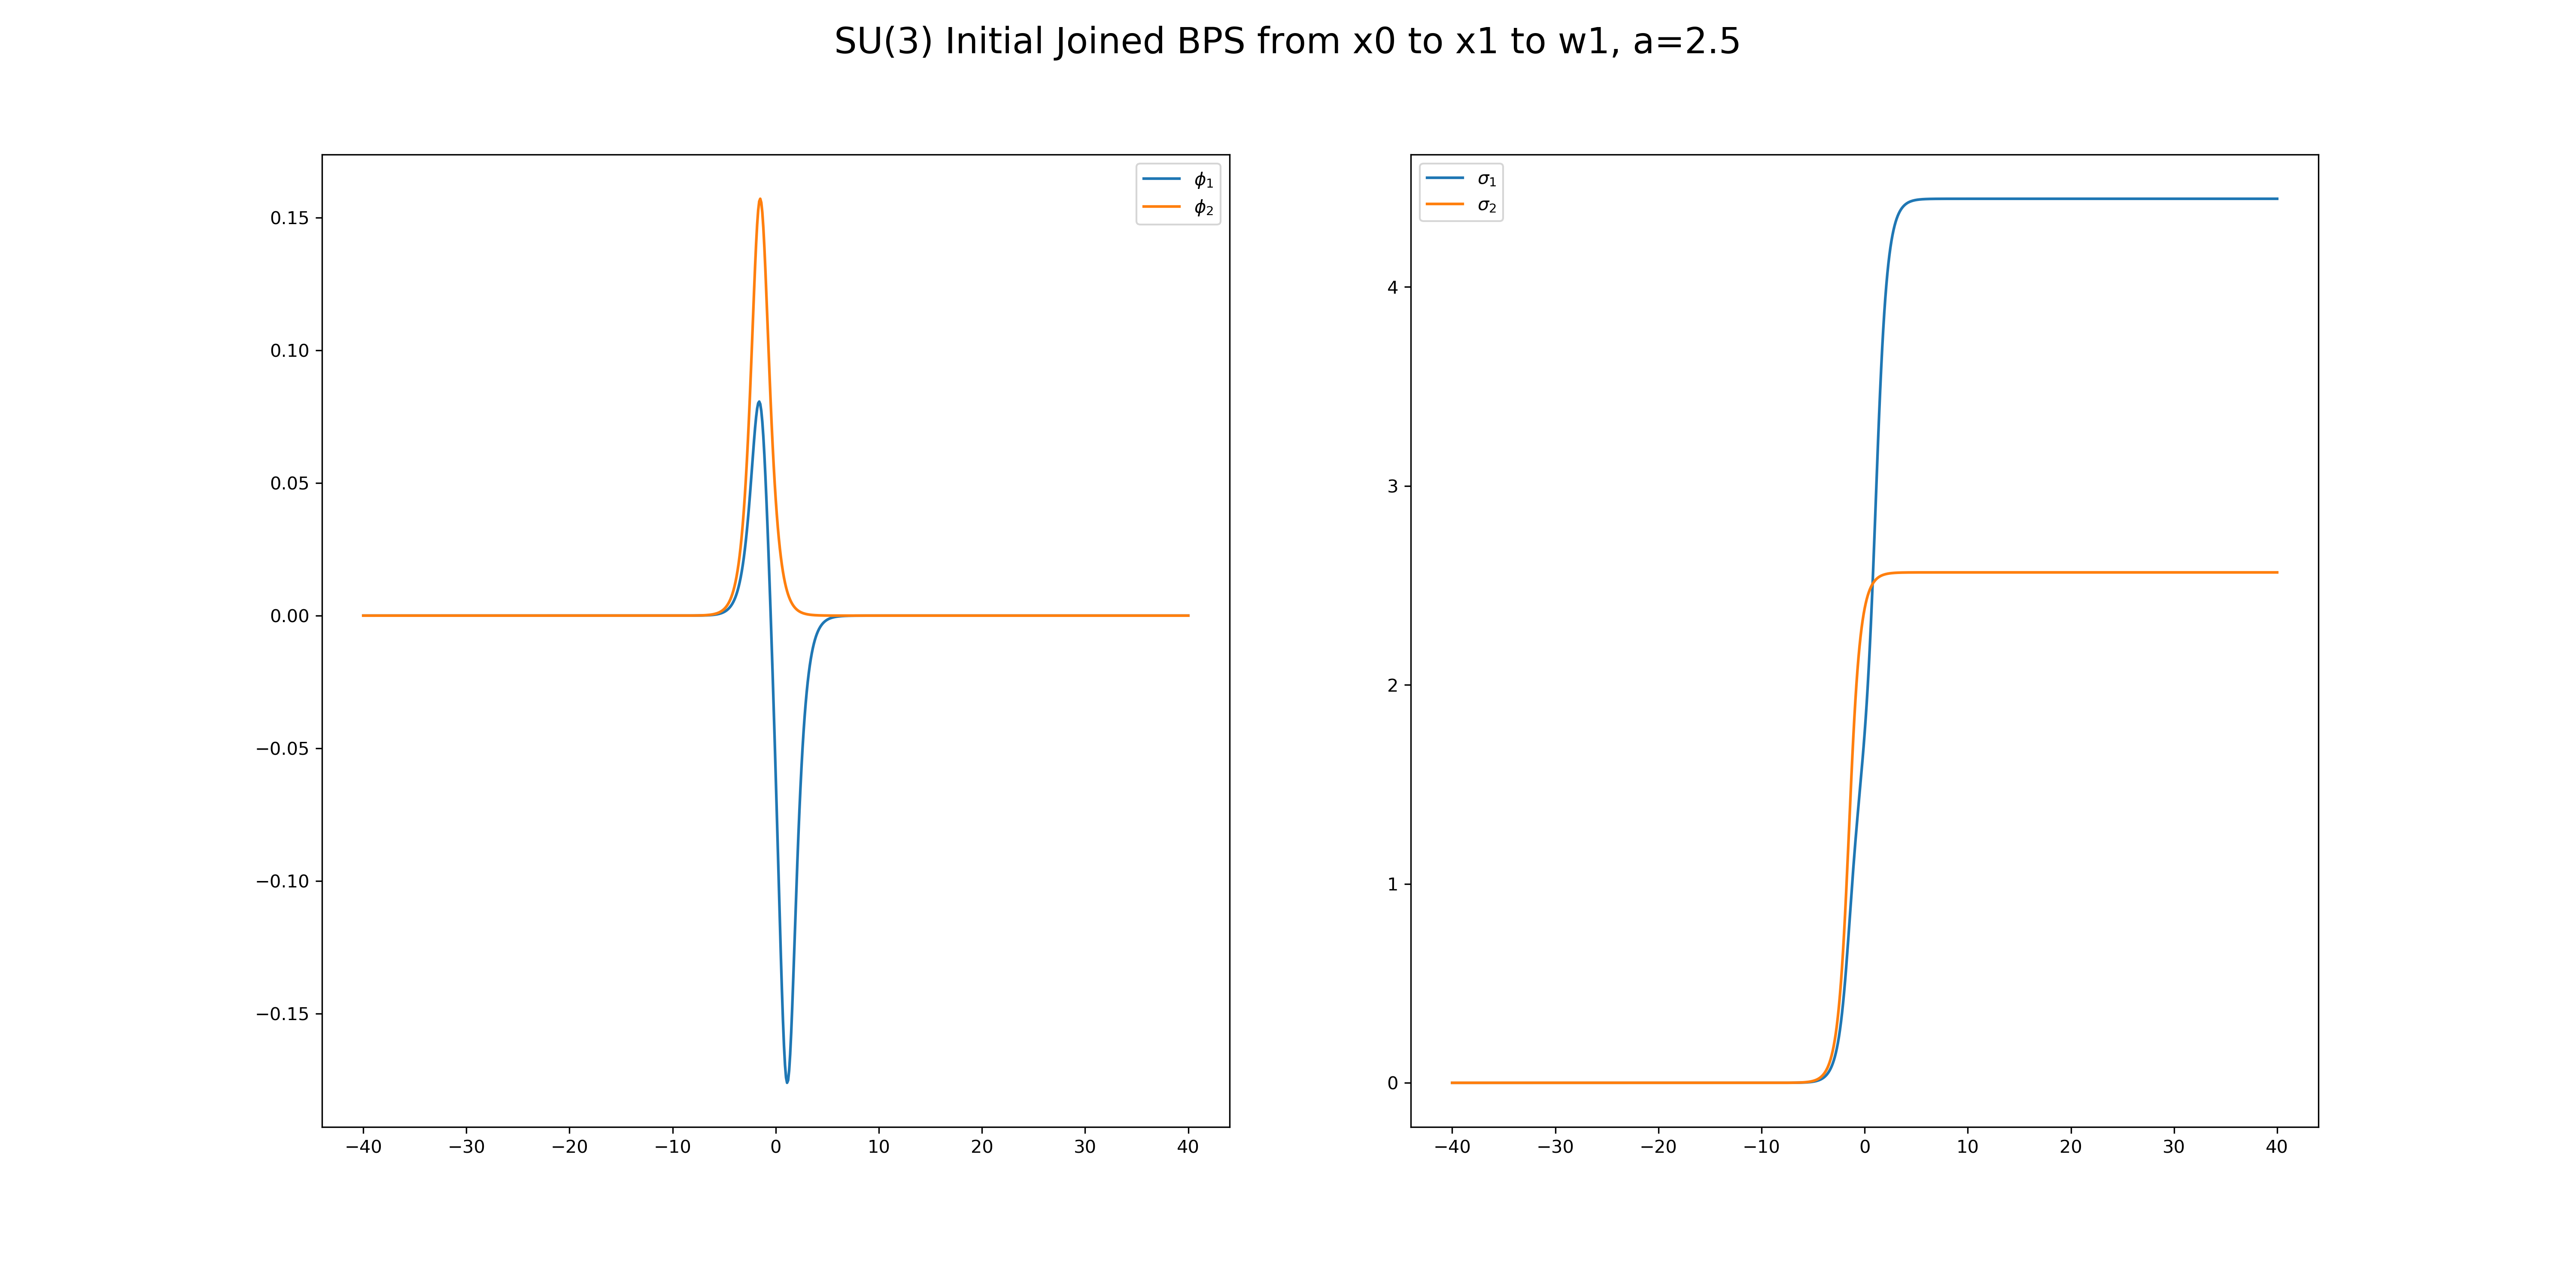 SU(3) Initial Joined BPS from x0 to x1 to w1, a=2.5
ϕ₁
ϕ₂
0.15
0.10
0.05
0.00
−0.05
−0.10
−0.15
−40 −30 −20 −10 0 10 20 30 40
σ₁
σ₂
4
3
2
1
0
−40 −30 −20 −10 0 10 20 30 40